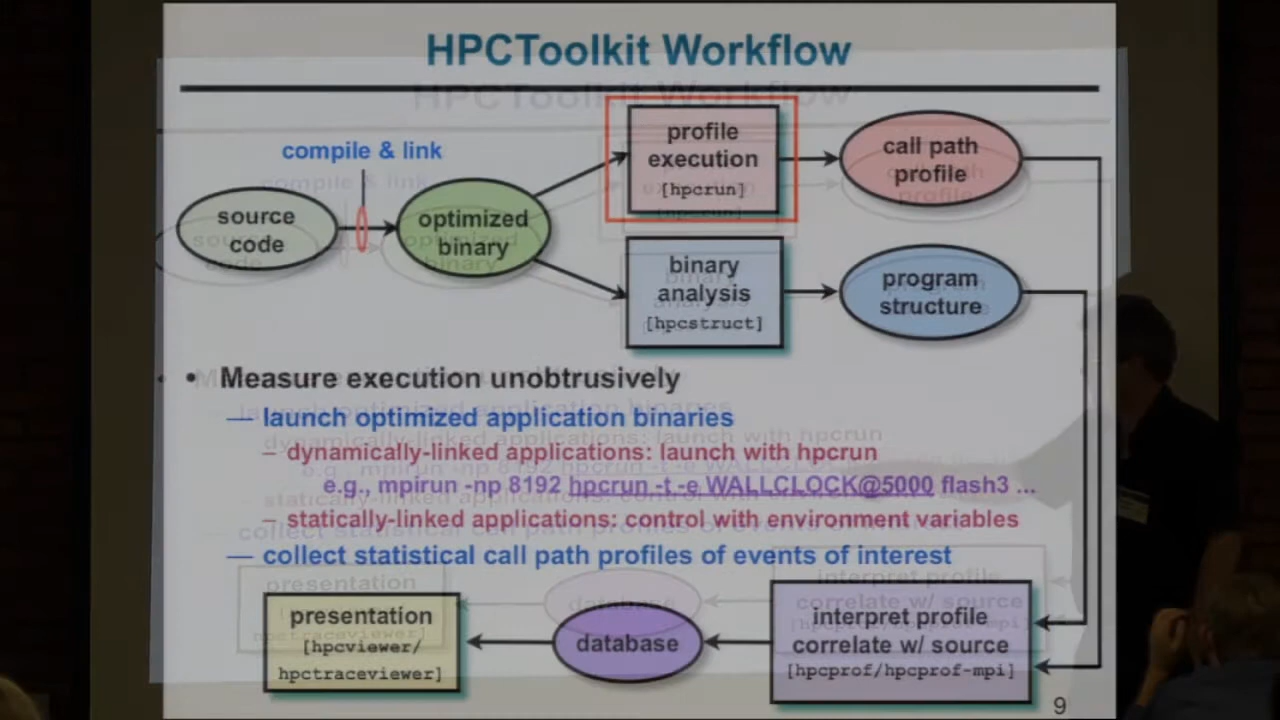 HPCToolkit Workflow
compile & link
source
code
optimized
binary
profile
execution
[hpcrun]
call path
profile
binary
analysis
[hpcstruct]
program
structure
• Measure execution unobtrusively
— launch optimized application binaries
– dynamically-linked applications: launch with hpcrun
e.g., mpirun -np 8192 hpcrun -t -e WALLCLOCK@5000 flash3 ...
– statically-linked applications: control with environment variables
— collect statistical call path profiles of events of interest
presentation
[hpcviewer/
hpctraceviewer]
database
interpret profile
correlate w/ source
[hpcprof/hpcprof-mpi]
9